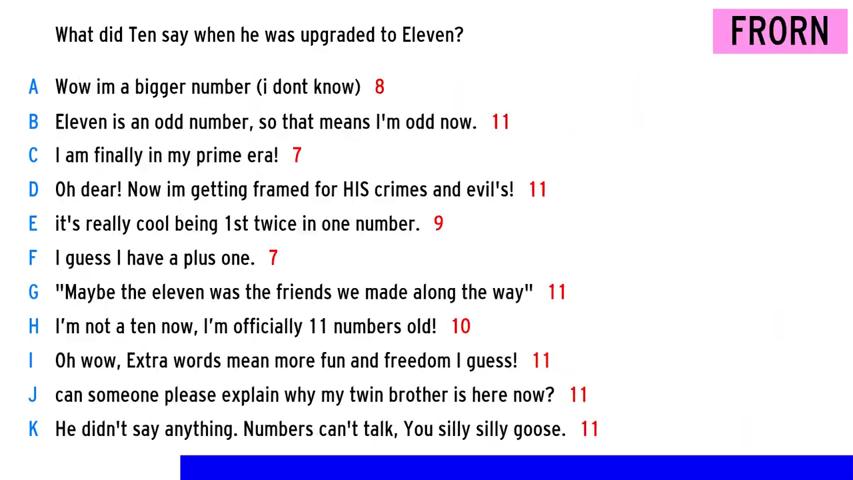 What did Ten say when he was upgraded to Eleven?
FRORN
A Wow im a bigger number (i dont know) 8
B Eleven is an odd number, so that means I'm odd now. 11
C I am finally in my prime era! 7
D Oh dear! Now im getting framed for HIS crimes and evil's! 11
E it's really cool being 1st twice in one number. 9
F I guess I have a plus one. 7
G "Maybe the eleven was the friends we made along the way" 11
H I’m not a ten now, I’m officially 11 numbers old! 10
I Oh wow, Extra words mean more fun and freedom I guess! 11
J can someone please explain why my twin brother is here now? 11
K He didn't say anything. Numbers can't talk, You silly silly goose. 11